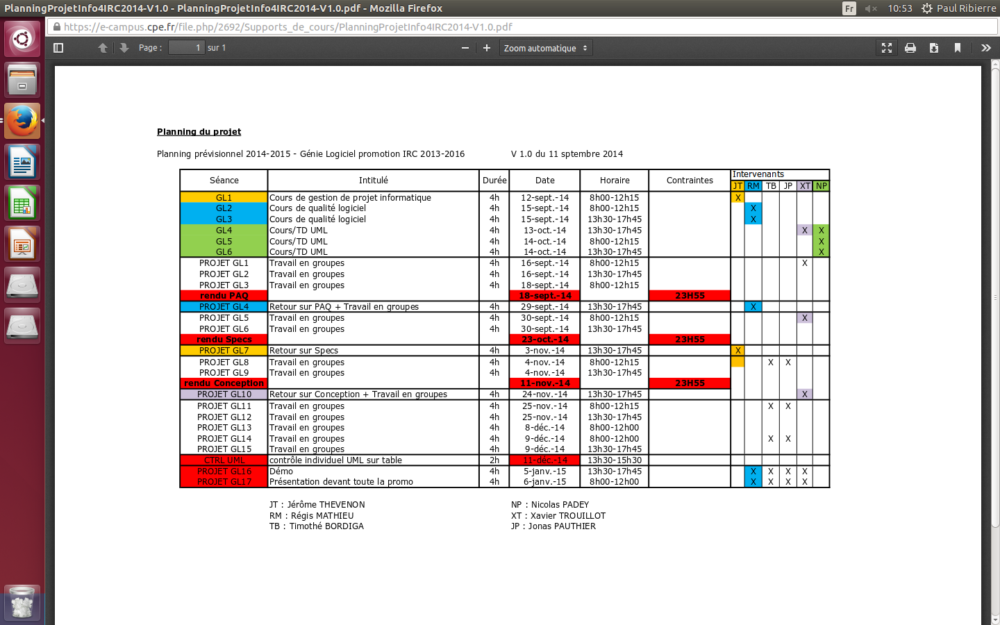 PlanningProjetInfo4IRC2014-V1.0 - PlanningProjetInfo4IRC2014-V1.0.pdf - Mozilla Firefox Fr 10:53 Paul Ribierre
https://e-campus.cpe.fr/file.php/2692/Supports_de_cours/PlanningProjetInfo4IRC2014-V1.0.pdf
Page : 1 sur 1 Zoom automatique
Planning du projet
Planning prévisionnel 2014-2015 - Génie Logiciel promotion IRC 2013-2016 V 1.0 du 11 sptembre 2014
Séance Intitulé Durée Date Horaire Contraintes Intervenants
JT RM TB JP XT NP
GL1 Cours de gestion de projet informatique 4h 12-sept.-14 8h00-12h15 X
GL2 Cours de qualité logiciel 4h 15-sept.-14 8h00-12h15 X
GL3 Cours de qualité logiciel 4h 15-sept.-14 13h30-17h45 X
GL4 Cours/TD UML 4h 13-oct.-14 13h30-17h45 X X
GL5 Cours/TD UML 4h 14-oct.-14 8h00-12h15 X
GL6 Cours/TD UML 4h 14-oct.-14 13h30-17h45 X
PROJET GL1 Travail en groupes 4h 16-sept.-14 8h00-12h15 X
PROJET GL2 Travail en groupes 4h 16-sept.-14 13h30-17h45
PROJET GL3 Travail en groupes 4h 18-sept.-14 8h00-12h15
rendu PAQ 18-sept.-14 23H55
PROJET GL4 Retour sur PAQ + Travail en groupes 4h 29-sept.-14 13h30-17h45 X
PROJET GL5 Travail en groupes 4h 30-sept.-14 8h00-12h15 X
PROJET GL6 Travail en groupes 4h 30-sept.-14 13h30-17h45
rendu Specs 23-oct.-14 23H55
PROJET GL7 Retour sur Specs 4h 3-nov.-14 13h30-17h45 X
PROJET GL8 Travail en groupes 4h 4-nov.-14 8h00-12h15 X X
PROJET GL9 Travail en groupes 4h 4-nov.-14 13h30-17h45
rendu Conception 11-nov.-14 23H55
PROJET GL10 Retour sur Conception + Travail en groupes 4h 24-nov.-14 13h30-17h45 X
PROJET GL11 Travail en groupes 4h 25-nov.-14 8h00-12h15 X X
PROJET GL12 Travail en groupes 4h 25-nov.-14 13h30-17h45
PROJET GL13 Travail en groupes 4h 8-déc.-14 8h00-12h00
PROJET GL14 Travail en groupes 4h 9-déc.-14 8h00-12h00 X X
PROJET GL15 Travail en groupes 4h 9-déc.-14 13h30-17h45
CTRL UML contrôle individuel UML sur table 2h 11-déc.-14 13h30-15h30
PROJET GL16 Démo 4h 5-janv.-15 13h30-17h45 X X X X
PROJET GL17 Présentation devant toute la promo 4h 6-janv.-15 8h00-12h00 X X X X
JT : Jérôme THEVENON NP : Nicolas PADEY
RM : Régis MATHIEU XT : Xavier TROUILLOT
TB : Timothé BORDIGA JP : Jonas PAUTHIER